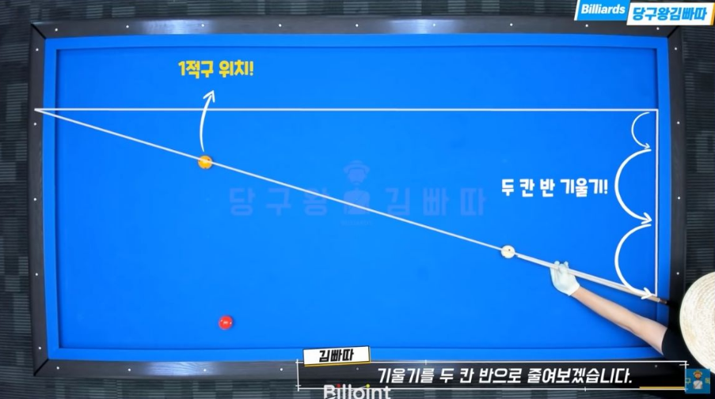 Billiards 당구왕김빠따
1적구 위치!
두 칸 반 기울기!
당구왕 김빠따
김빠따
기울기를 두 칸 반으로 줄여보겠습니다.
Billoint